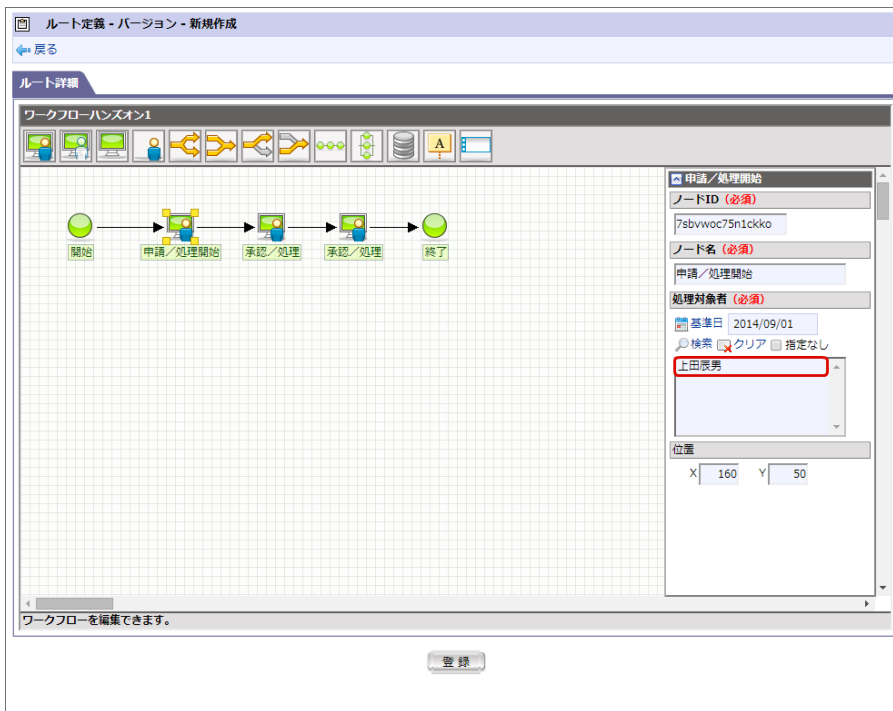 ルート定義 - バージョン - 新規作成
戻る
ルート詳細
ワークフローハンズオン1
A
申請／処理開始
ノードID（必須）
7sbvwoc75n1ckko
ノード名（必須）
申請／処理開始
処理対象者（必須）
基準日 2014/09/01
検索 クリア 指定なし
上田辰男
位置
X 160 Y 50
開始 申請／処理開始 承認／処理 承認／処理 終了
ワークフローを編集できます。
登録